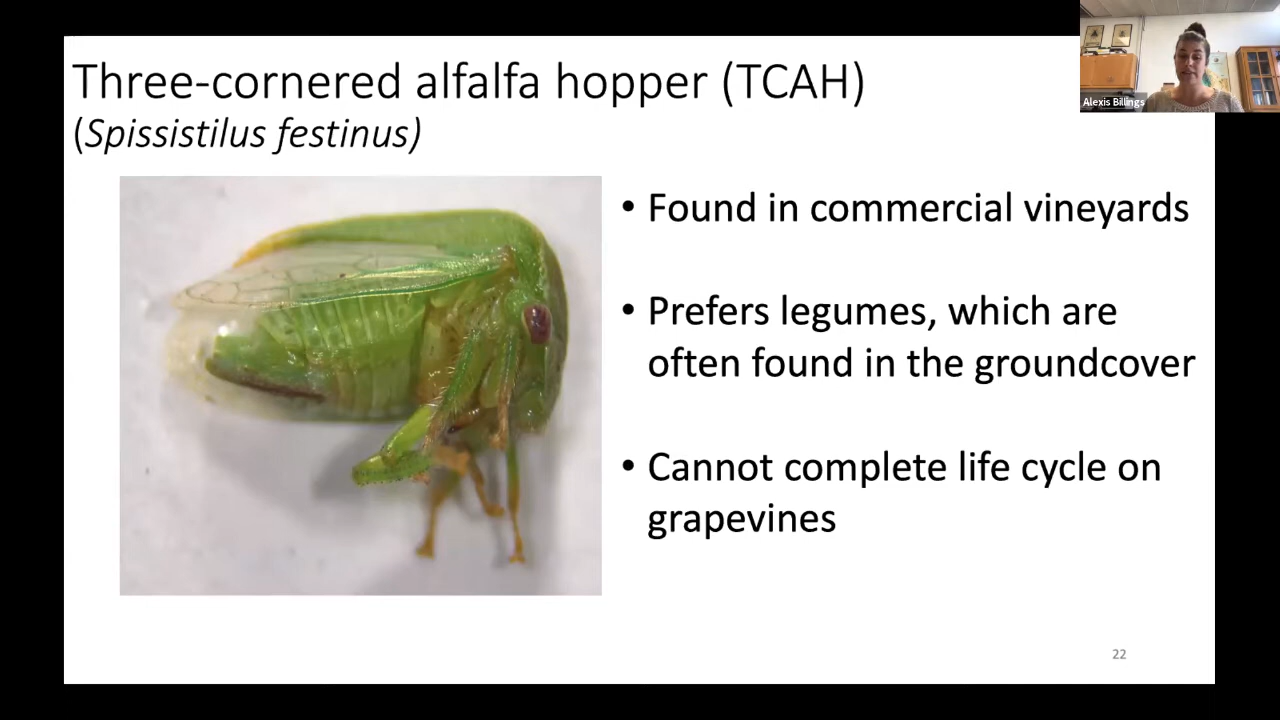 Three-cornered alfalfa hopper (TCAH)
(Spissistilus festinus)
Alexis Billings
• Found in commercial vineyards
• Prefers legumes, which are
often found in the groundcover
• Cannot complete life cycle on
grapevines
22